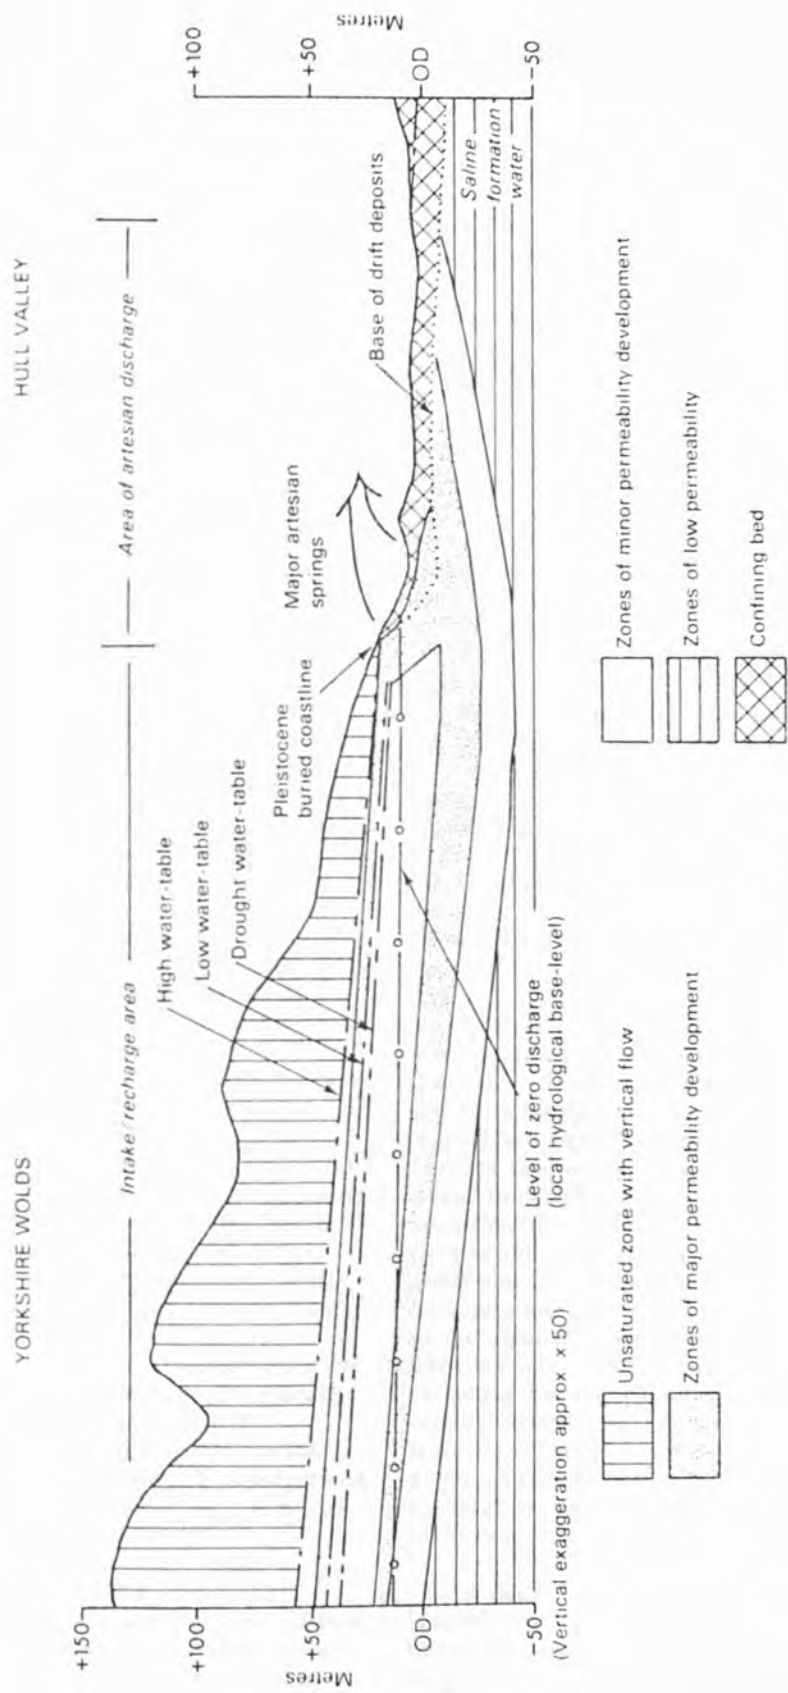 YORKSHIRE WOLDS
HULL VALLEY
Intake/recharge area
Area of artesian discharge
+150
+100
+50
OD
-50
Metres
High water-table
Low water-table
Drought water-table
Pleistocene
buried coastline
Major artesian
springs
Base of drift deposits
+100
+50
OD
-50
Metres
Saline
formation
water
Level of zero discharge
(local hydrological base-level)
(Vertical exaggeration approx x 50)
Unsaturated zone with vertical flow
Zones of major permeability development
Zones of minor permeability development
Zones of low permeability
Confining bed